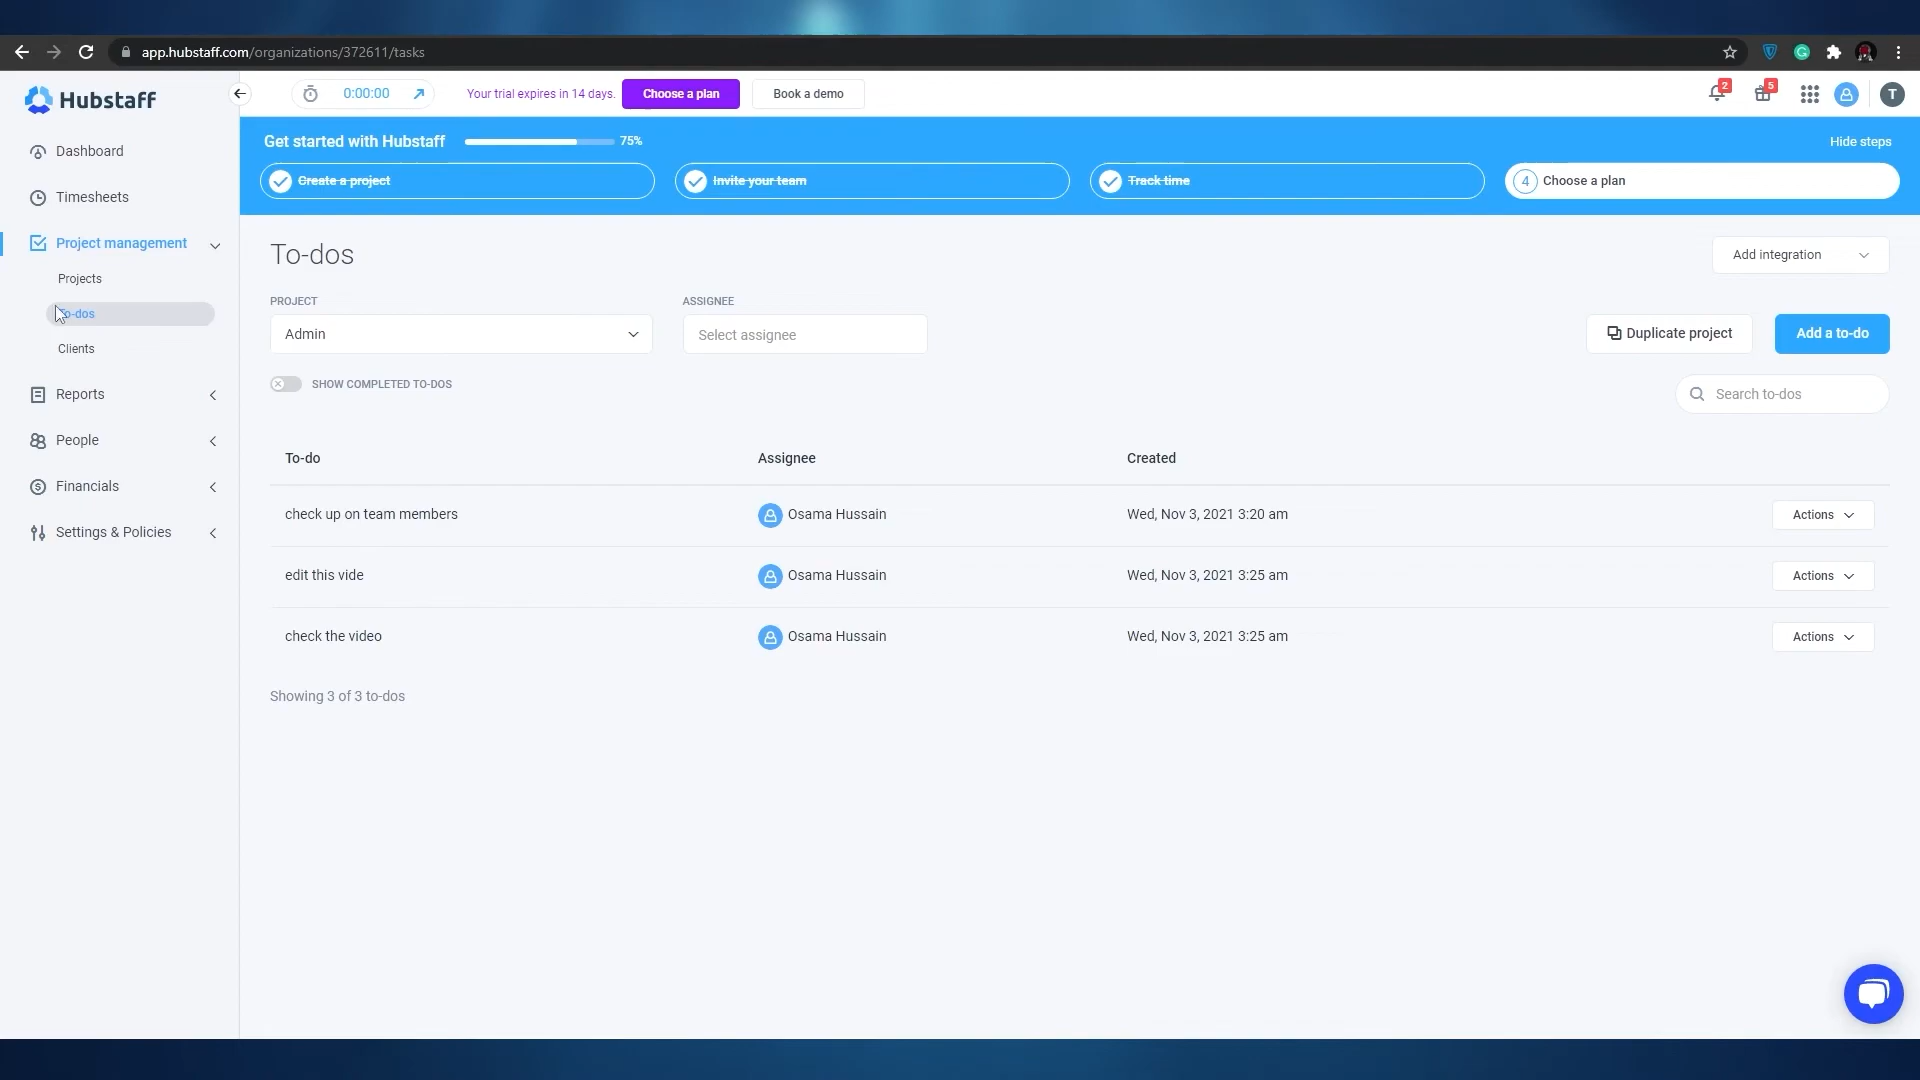 app.hubstaff.com/organizations/372611/tasks
Hubstaff
0:00:00
Your trial expires in 14 days.
Choose a plan
Book a demo
2
5
T
Get started with Hubstaff
75%
Hide steps
Create a project
Invite your team
Track time
4 Choose a plan
Dashboard
Timesheets
Project management
Projects
To-dos
Clients
Reports
People
Financials
Settings & Policies
To-dos
Add integration
PROJECT
ASSIGNEE
Admin
Select assignee
Duplicate project
Add a to-do
SHOW COMPLETED TO-DOS
Search to-dos
To-do Assignee Created
check up on team members Osama Hussain Wed, Nov 3, 2021 3:20 am Actions
edit this vide Osama Hussain Wed, Nov 3, 2021 3:25 am Actions
check the video Osama Hussain Wed, Nov 3, 2021 3:25 am Actions
Showing 3 of 3 to-dos